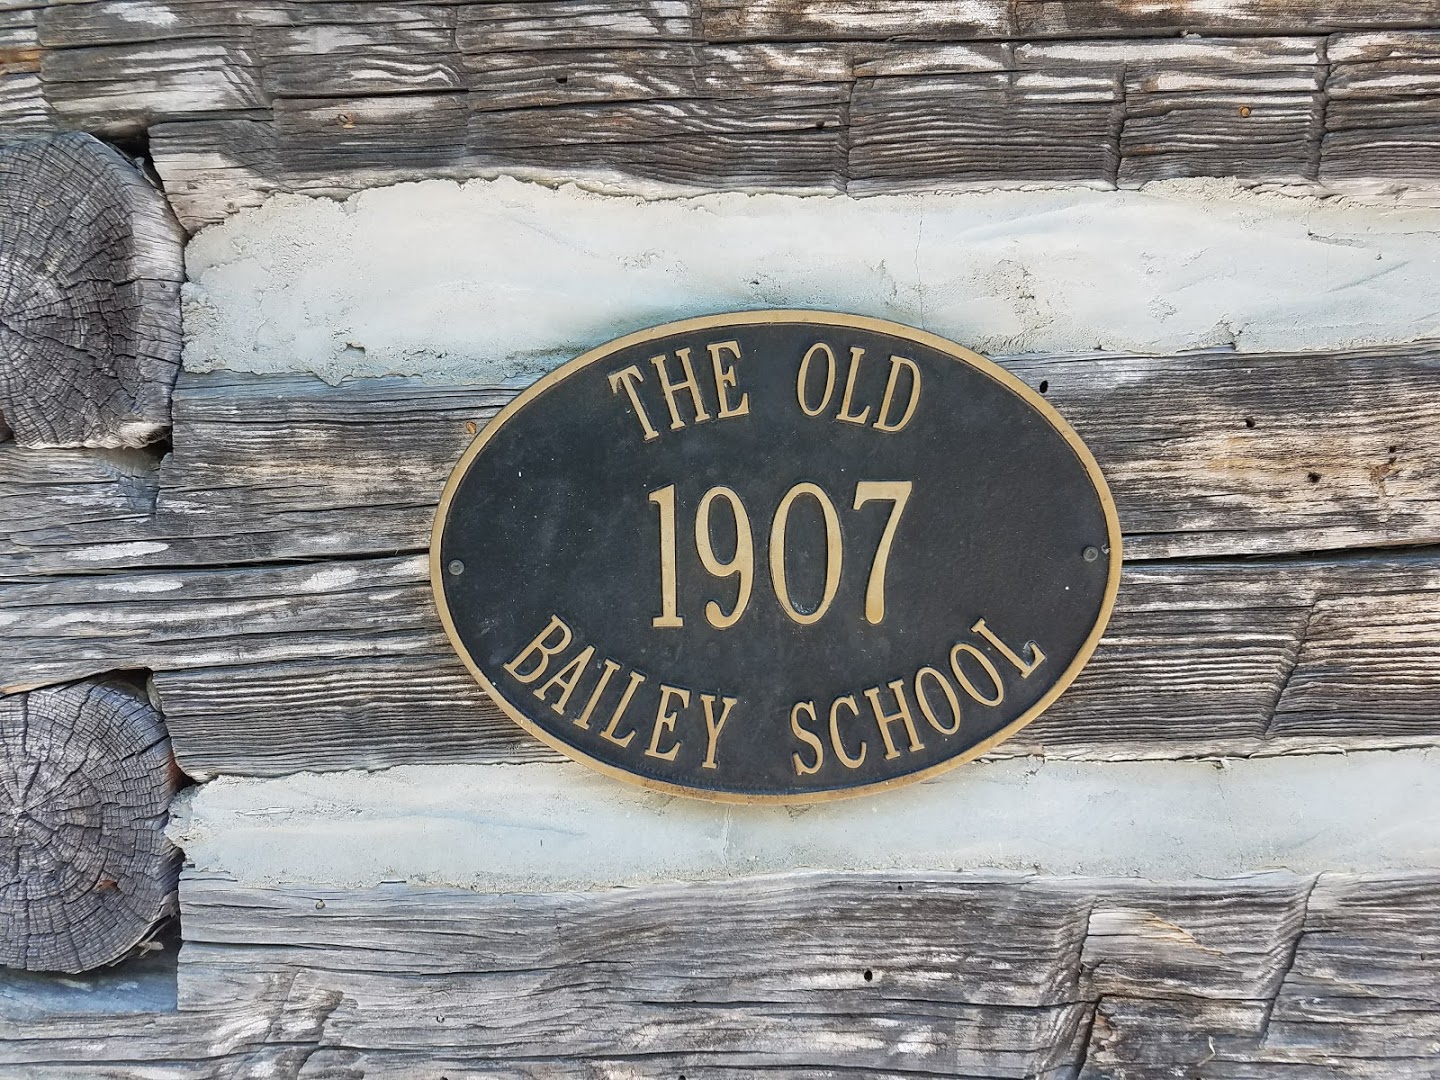 THE OLD
1907
BAILEY SCHOOL